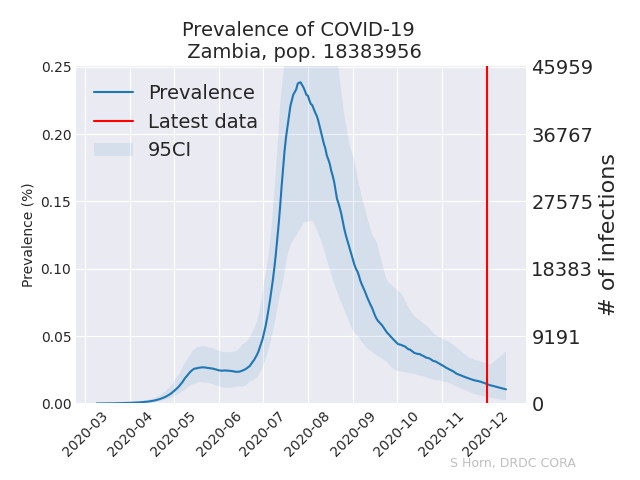 Prevalence of COVID-19
Zambia, pop. 18383956
0.25
0.20
0.15
0.10
0.05
0.00
Prevalence (%)
Prevalence
Latest data
95CI
45959
36767
27575
18383
9191
0
# of infections
2020-03
2020-04
2020-05
2020-06
2020-07
2020-08
2020-09
2020-10
2020-11
2020-12
S Horn, DRDC CORA